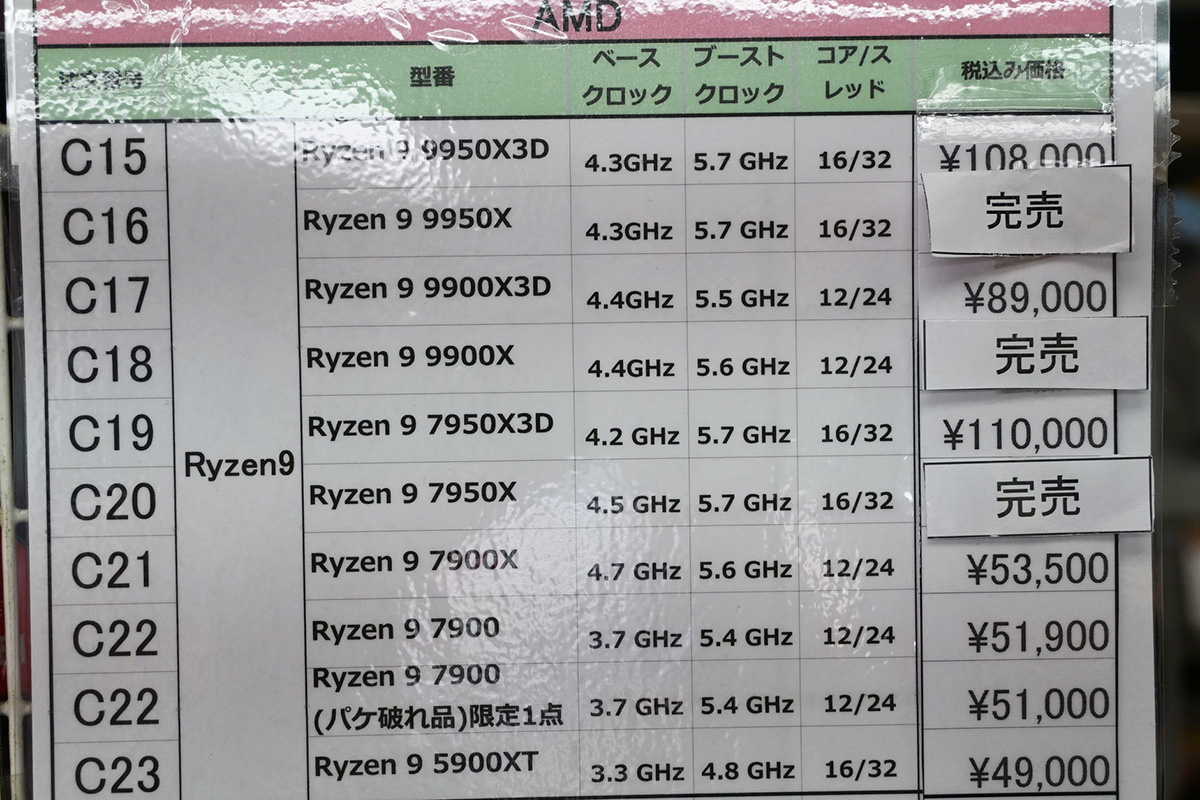 AMD
注文番号 型番 ベースクロック ブーストクロック コア/スレッド 税込み価格
Ryzen9
C15 Ryzen 9 9950X3D 4.3GHz 5.7 GHz 16/32 ¥108,000
C16 Ryzen 9 9950X 4.3GHz 5.7 GHz 16/32 完売
C17 Ryzen 9 9900X3D 4.4GHz 5.5 GHz 12/24 ¥89,000
C18 Ryzen 9 9900X 4.4GHz 5.6 GHz 12/24 完売
C19 Ryzen 9 7950X3D 4.2 GHz 5.7 GHz 16/32 ¥110,000
C20 Ryzen 9 7950X 4.5 GHz 5.7 GHz 16/32 完売
C21 Ryzen 9 7900X 4.7 GHz 5.6 GHz 12/24 ¥53,500
C22 Ryzen 9 7900 3.7 GHz 5.4 GHz 12/24 ¥51,900
C22 Ryzen 9 7900 (パケ破れ品)限定1点 3.7 GHz 5.4 GHz 12/24 ¥51,000
C23 Ryzen 9 5900XT 3.3 GHz 4.8 GHz 16/32 ¥49,000